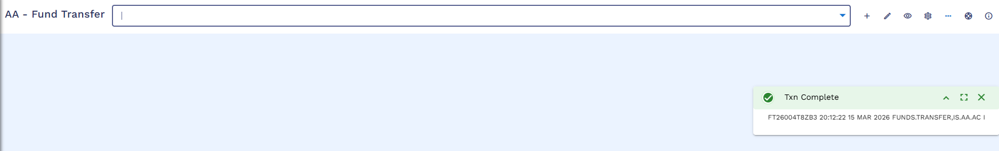 AA - Fund Transfer
Txn Complete
FT26004T8ZB3 20:12:22 15 MAR 2026 FUNDS.TRANSFER,IS.AA.AC I